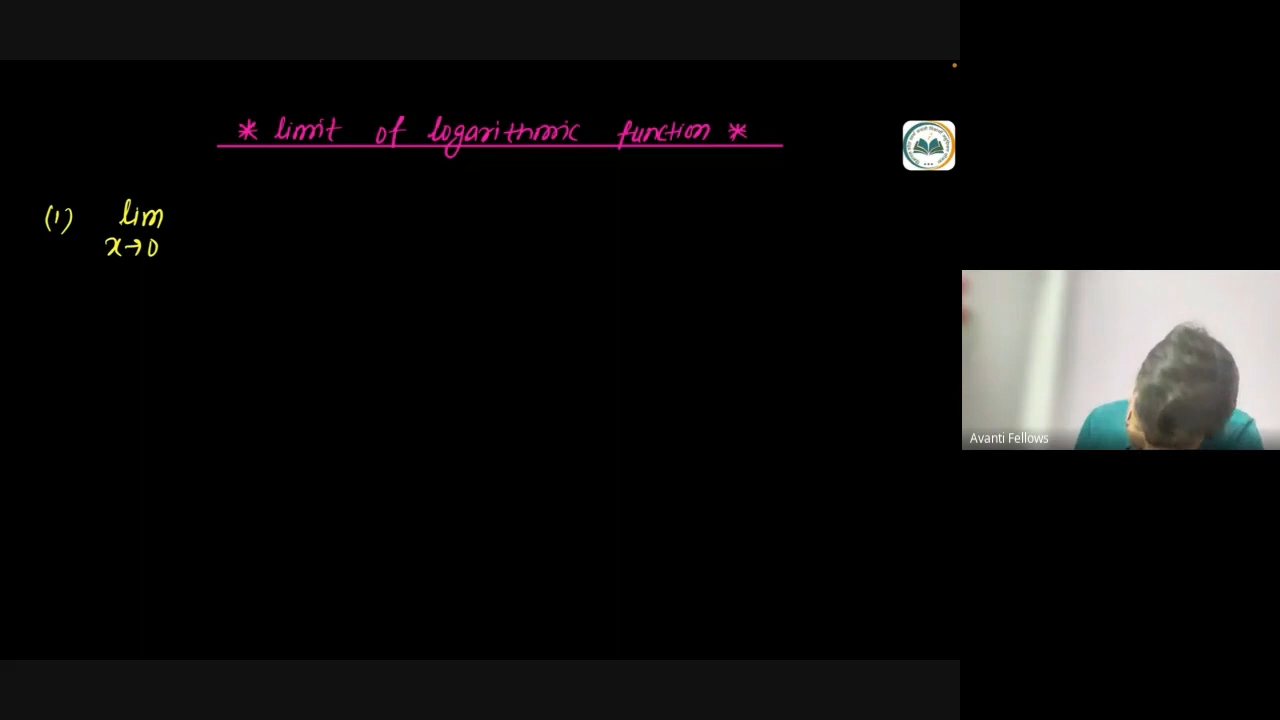 * limit of logarithmic function *
(1) lim
x→0
Avanti Fellows